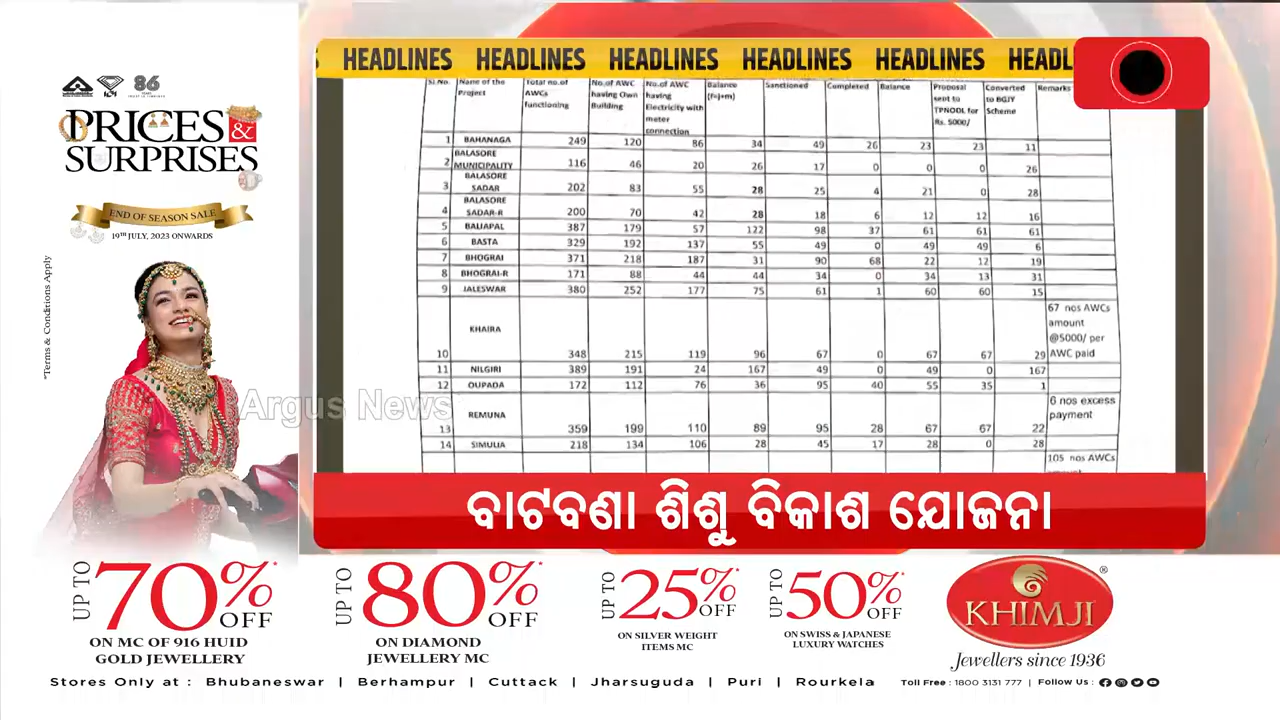 HEADLINES HEADLINES HEADLINES HEADLINES HEADLINES HEADL
86
PRICES &
SURPRISES
END OF SEASON SALE
19TH JULY, 2023 ONWARDS
*Terms & Conditions Apply
Sl.No. Name of the Project Total no.of AWCs functioning No.of AWC having Own Building No.of AWC having Electricity with meter connection Balance Sanctioned Completed Balance Proposal sent to TPNODL for Rs. 5000/ Converted to BGJY Scheme Remarks
1 BAHANAGA 249 120 86 34 49 26 23 23 11
2 BALASORE MUNICIPALITY 116 46 20 26 17 0 0 0 26
3 BALASORE SADAR 202 83 55 28 25 4 21 0 28
4 BALASORE SADAR-R 200 70 42 28 18 6 12 12 16
5 BALIAPAL 387 179 57 122 98 37 61 61 61
6 BASTA 329 192 137 55 49 0 49 49 6
7 BHOGRAI 371 218 187 31 90 68 22 12 19
8 BHOGRAI-R 171 88 44 44 34 0 34 13 31
9 JALESWAR 380 252 177 75 61 1 60 60 15
10 KHAIRA 348 215 119 96 67 0 67 67 29 67 nos AWCs amount @5000/ per AWC paid
11 NILGIRI 389 191 24 167 49 0 49 0 167
12 OUPADA 172 112 76 36 95 40 55 35 1
13 REMUNA 359 199 110 89 95 28 67 67 22 6 nos excess payment
14 SIMULIA 218 134 106 28 45 17 28 0 28
105 nos AWCs
Argus News
ବାଟବଣା ଶିଶୁ ବିକାଶ ଯୋଜନା
UP TO 70%* OFF
ON MC OF 916 HUID
GOLD JEWELLERY
UP TO 80%* OFF
ON DIAMOND
JEWELLERY MC
UP TO 25%* OFF
ON SILVER WEIGHT
ITEMS MC
UP TO 50%* OFF
ON SWISS & JAPANESE
LUXURY WATCHES
KHIMJI ®
Jewellers since 1936
Stores Only at : Bhubaneswar | Berhampur | Cuttack | Jharsuguda | Puri | Rourkela Toll Free : 1800 3131 777 | Follow Us :